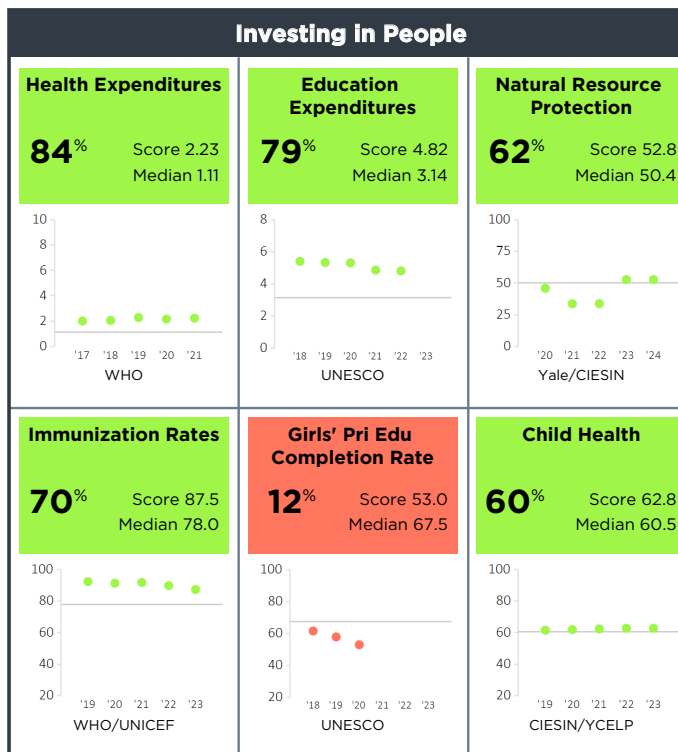 Investing in People
Health Expenditures
84%
Score 2.23
Median 1.11
10
8
6
4
2
0
'17 '18 '19 '20 '21
WHO
Education
Expenditures
79%
Score 4.82
Median 3.14
8
6
4
2
0
'18 '19 '20 '21 '22 '23
UNESCO
Natural Resource
Protection
62%
Score 52.8
Median 50.4
100
75
50
25
0
'20 '21 '22 '23 '24
Yale/CIESIN
Immunization Rates
70%
Score 87.5
Median 78.0
100
80
60
40
20
'19 '20 '21 '22 '23
WHO/UNICEF
Girls' Pri Edu
Completion Rate
12%
Score 53.0
Median 67.5
100
80
60
40
20
'18 '19 '20 '21 '22 '23
UNESCO
Child Health
60%
Score 62.8
Median 60.5
100
80
60
40
20
'19 '20 '21 '22 '23
CIESIN/YCELP